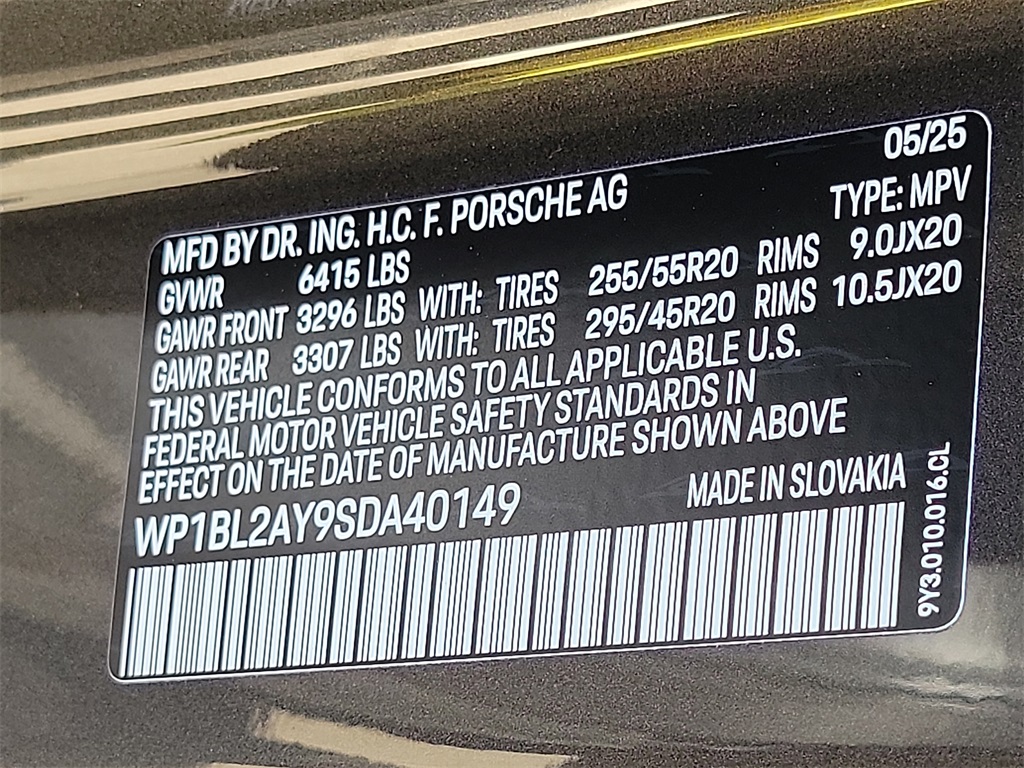 05/25
MFD BY DR. ING. H.C. F. PORSCHE AG TYPE: MPV
GVWR 6415 LBS
GAWR FRONT 3296 LBS WITH: TIRES 255/55R20 RIMS 9.0JX20
GAWR REAR 3307 LBS WITH: TIRES 295/45R20 RIMS 10.5JX20
THIS VEHICLE CONFORMS TO ALL APPLICABLE U.S.
FEDERAL MOTOR VEHICLE SAFETY STANDARDS IN
EFFECT ON THE DATE OF MANUFACTURE SHOWN ABOVE
WP1BL2AY9SDA40149 MADE IN SLOVAKIA
9Y3.010.016.CL